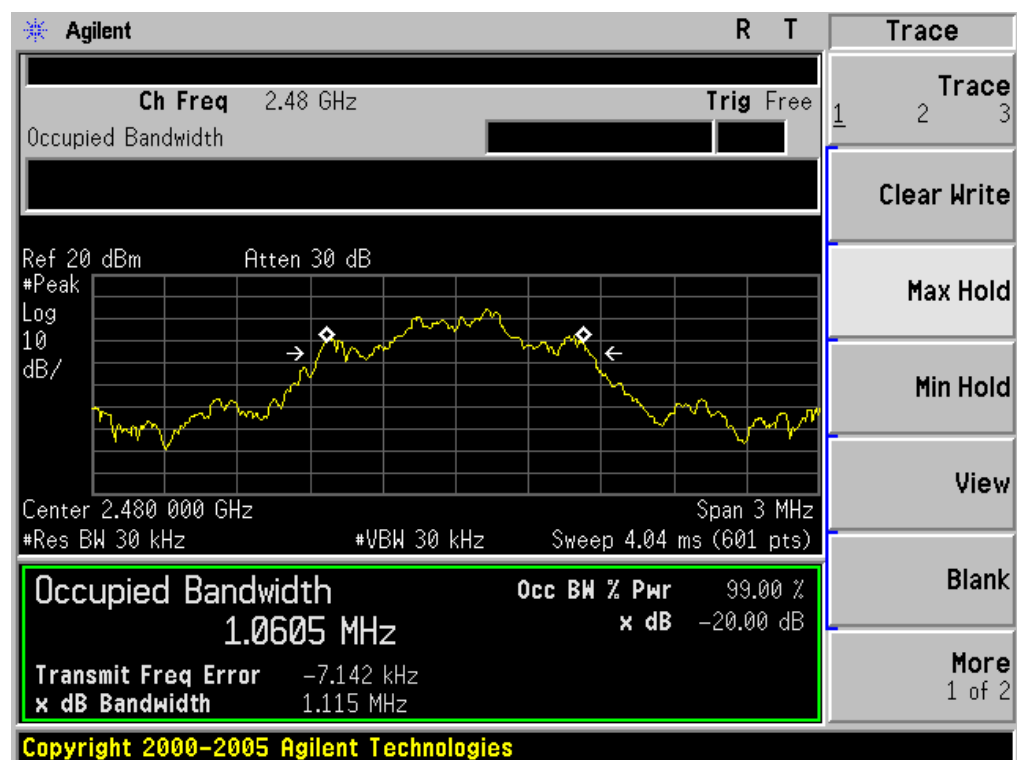 Agilent R T
Ch Freq 2.48 GHz Trig Free
Occupied Bandwidth
Ref 20 dBm Atten 30 dB
#Peak
Log
10
dB/
Center 2.480 000 GHz Span 3 MHz
#Res BW 30 kHz #VBW 30 kHz Sweep 4.04 ms (601 pts)
Occupied Bandwidth Occ BW % Pwr 99.00 %
1.0605 MHz x dB -20.00 dB
Transmit Freq Error -7.142 kHz
x dB Bandwidth 1.115 MHz
Copyright 2000-2005 Agilent Technologies
Trace
Trace
1 2 3
Clear Write
Max Hold
Min Hold
View
Blank
More
1 of 2